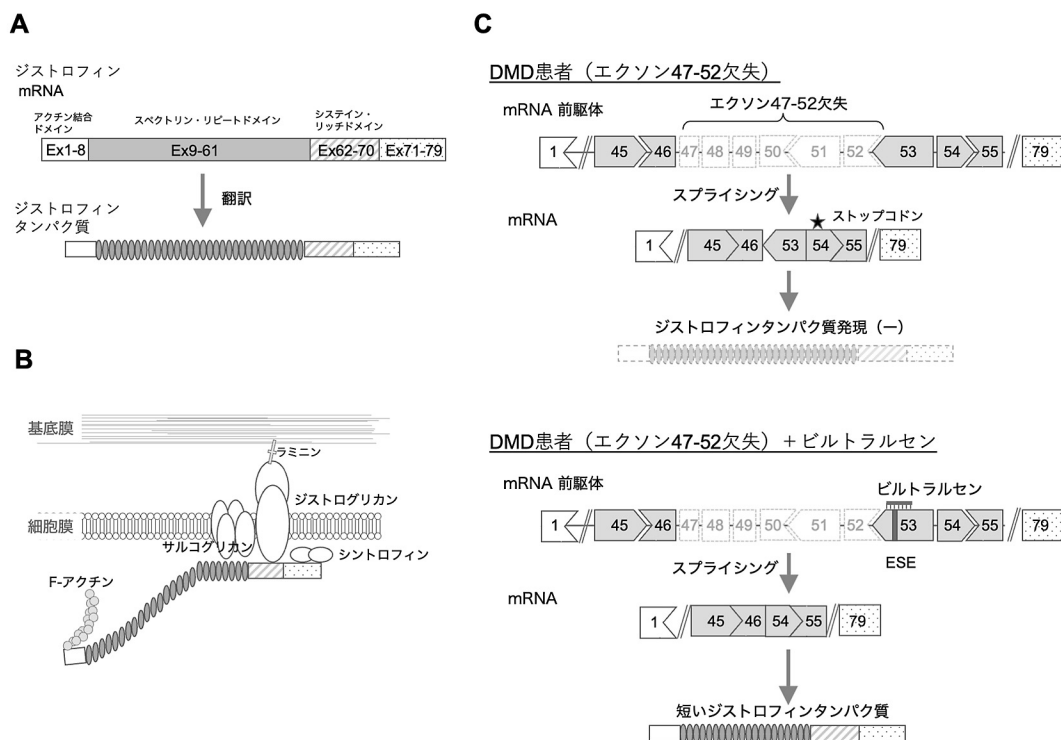 A
ジストロフィン
mRNA
アクチン結合
ドメイン
スペクトリン・リピートドメイン
システイン・
リッチドメイン
Ex1-8
Ex9-61
Ex62-70
Ex71-79
翻訳
ジストロフィン
タンパク質
B
基底膜
ラミニン
ジストログリカン
細胞膜
サルコグリカン
シントロフィン
F-アクチン
C
DMD患者（エクソン47-52欠失）
mRNA 前駆体
エクソン47-52欠失
1 45 46 47 48 49 50 51 52 53 54 55 79
スプライシング
mRNA
★ ストップコドン
1 45 46 53 54 55 79
ジストロフィンタンパク質発現（―）
DMD患者（エクソン47-52欠失）＋ビルトラルセン
mRNA 前駆体
ビルトラルセン
1 45 46 47 48 49 50 51 52 53 54 55 79
ESE
スプライシング
mRNA
1 45 46 54 55 79
短いジストロフィンタンパク質